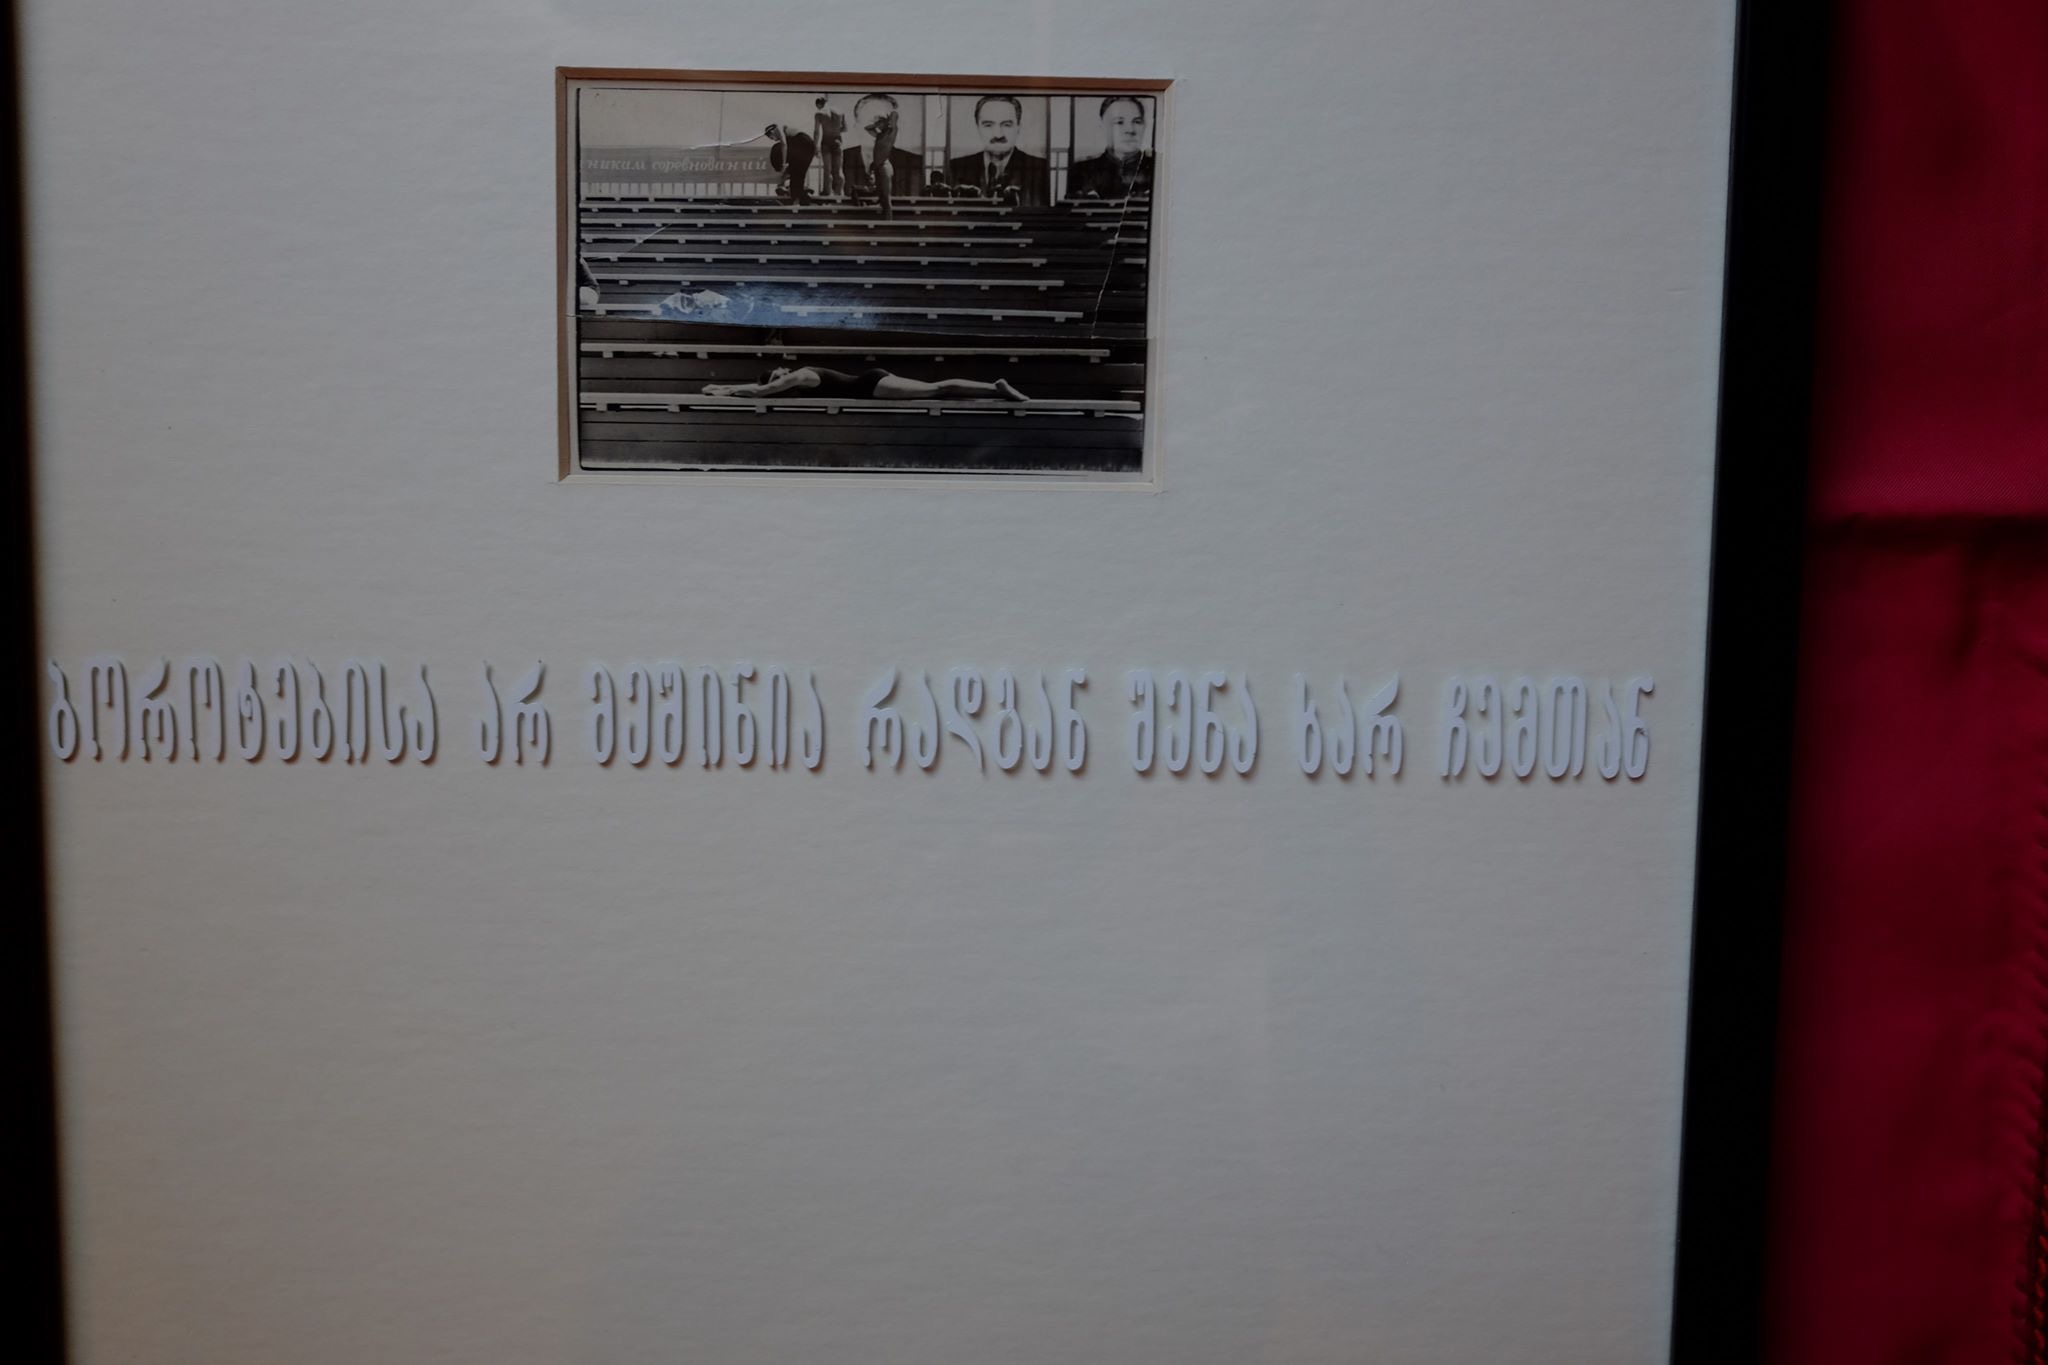 никам соревнований
ბოროტებისა არ მეშინია რადგან შენა ხარ ჩემთან